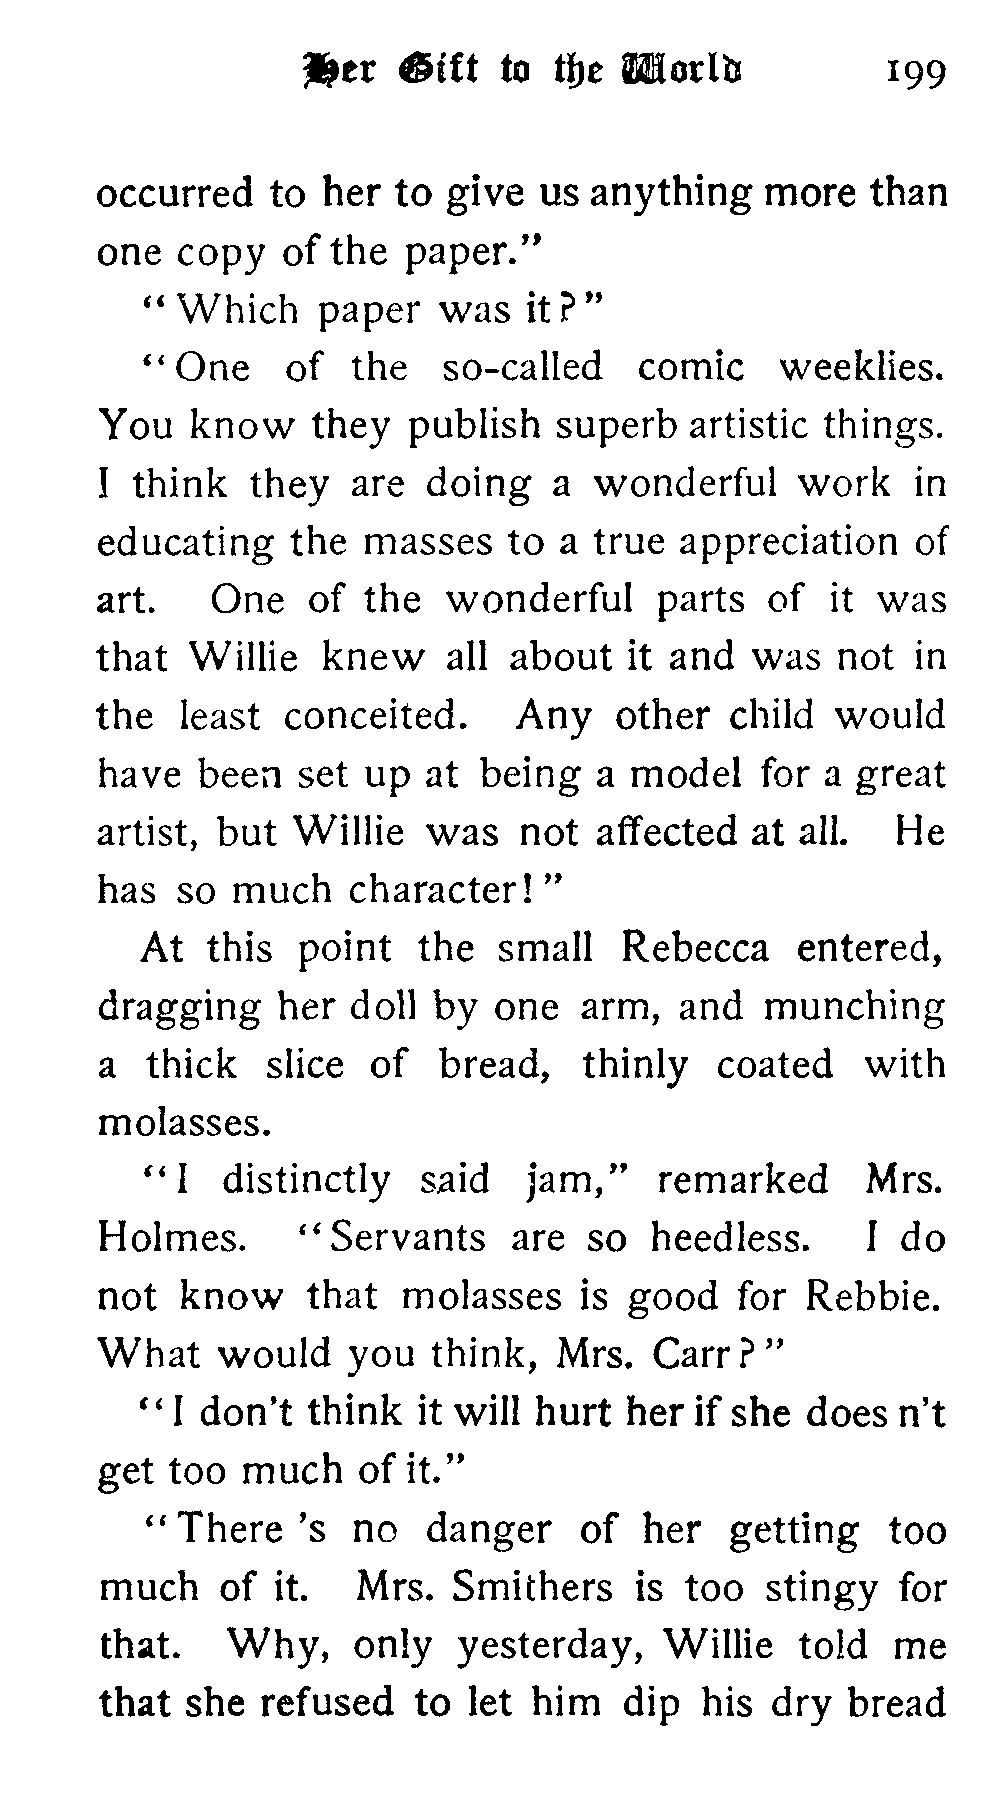 Her Gift to the World 199
occurred to her to give us anything more than
one copy of the paper."
"Which paper was it?"
"One of the so-called comic weeklies.
You know they publish superb artistic things.
I think they are doing a wonderful work in
educating the masses to a true appreciation of
art. One of the wonderful parts of it was
that Willie knew all about it and was not in
the least conceited. Any other child would
have been set up at being a model for a great
artist, but Willie was not affected at all. He
has so much character!"
At this point the small Rebecca entered,
dragging her doll by one arm, and munching
a thick slice of bread, thinly coated with
molasses.
"I distinctly said jam," remarked Mrs.
Holmes. "Servants are so heedless. I do
not know that molasses is good for Rebbie.
What would you think, Mrs. Carr?"
"I don't think it will hurt her if she does n't
get too much of it."
"There 's no danger of her getting too
much of it. Mrs. Smithers is too stingy for
that. Why, only yesterday, Willie told me
that she refused to let him dip his dry bread